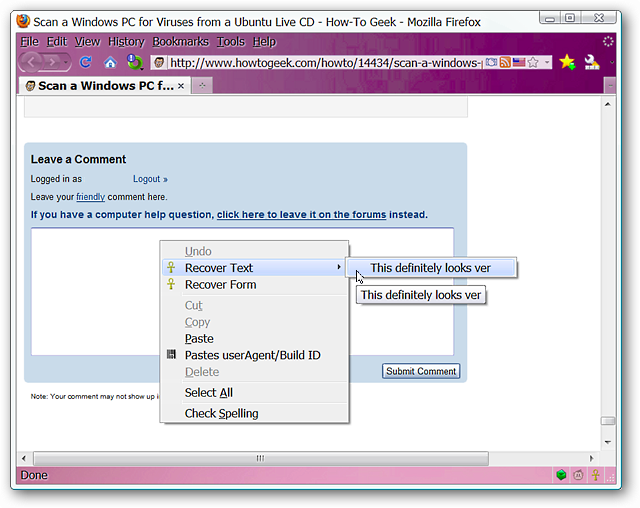 Scan a Windows PC for Viruses from a Ubuntu Live CD - How-To Geek - Mozilla Firefox
File Edit View History Bookmarks Tools Help
http://www.howtogeek.com/howto/14434/scan-a-windows-
Scan a Windows PC f...
Leave a Comment
Logged in as Logout »
Leave your friendly comment here.
If you have a computer help question, click here to leave it on the forums instead.
Undo
Recover Text
This definitely looks ver
Recover Form
This definitely looks ver
Cut
Copy
Paste
Pastes userAgent/Build ID
Delete
Submit Comment
Select All
Note: Your comment may not show up i
Check Spelling
Done